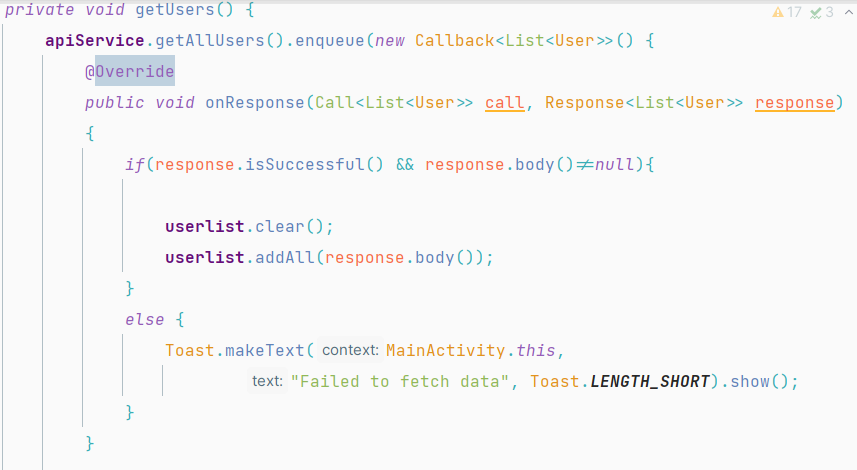 private void getUsers() {
17 3
apiService.getAllUsers().enqueue(new Callback<List<User>>() {
@Override
public void onResponse(Call<List<User>> call, Response<List<User>> response)
{
if(response.isSuccessful() && response.body()≠null){
userlist.clear();
userlist.addAll(response.body());
}
else {
Toast.makeText( context: MainActivity.this,
text: "Failed to fetch data", Toast.LENGTH_SHORT).show();
}
}